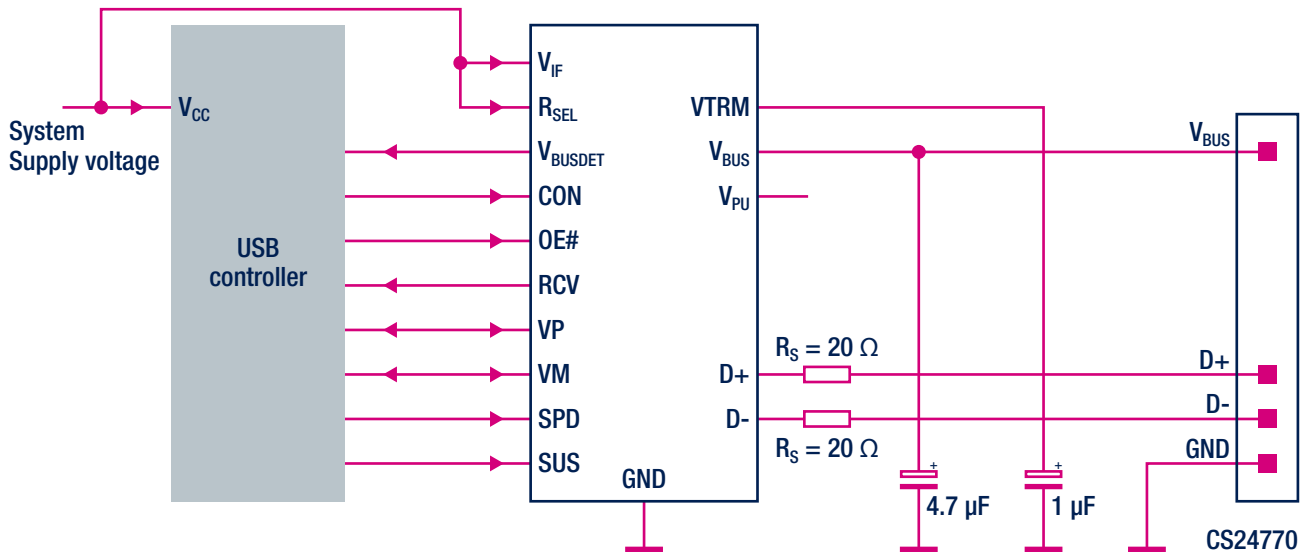 System
Supply voltage
VCC
USB
controller
VIF
RSEL
VBUSDET
CON
OE#
RCV
VP
VM
SPD
SUS
GND
VTRM
VBUS
VPU
D+
D-
RS = 20 Ω
RS = 20 Ω
+
4.7 µF
+
1 µF
VBUS
D+
D-
GND
CS24770